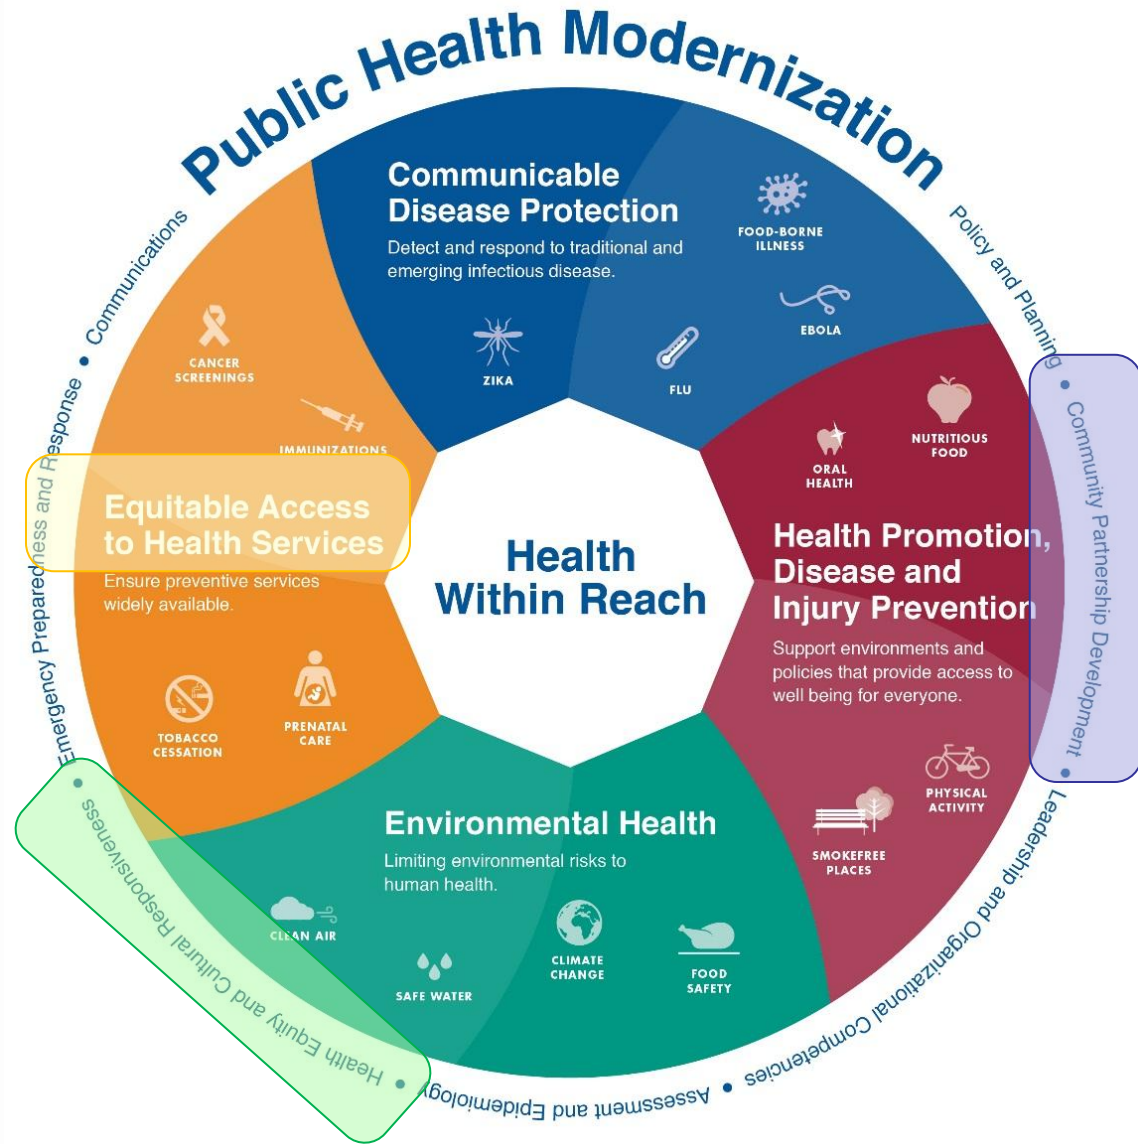 Public Health Modernization
Communicable
Disease Protection
Detect and respond to traditional and
emerging infectious disease.
ZIKA
FLU
FOOD-BORNE
ILLNESS
EBOLA
ORAL
HEALTH
NUTRITIOUS
FOOD
Health Promotion,
Disease and
Injury Prevention
Support environments and
policies that provide access to
well being for everyone.
PHYSICAL
ACTIVITY
SMOKEFREE
PLACES
Environmental Health
Limiting environmental risks to
human health.
CLEAN AIR
SAFE WATER
CLIMATE
CHANGE
FOOD
SAFETY
CANCER
SCREENINGS
IMMUNIZATIONS
Equitable Access
to Health Services
Ensure preventive services
widely available.
TOBACCO
CESSATION
PRENATAL
CARE
Health
Within Reach
Policy and Planning • Community Partnership Development • Leadership and Organizational Competencies • Assessment and Epidemiology • Health Equity and Cultural Responsiveness • Emergency Preparedness and Response • Communications